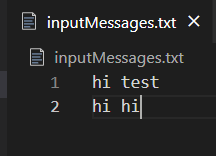 inputMessages.txt
inputMessages.txt
1 hi test
2 hi hi